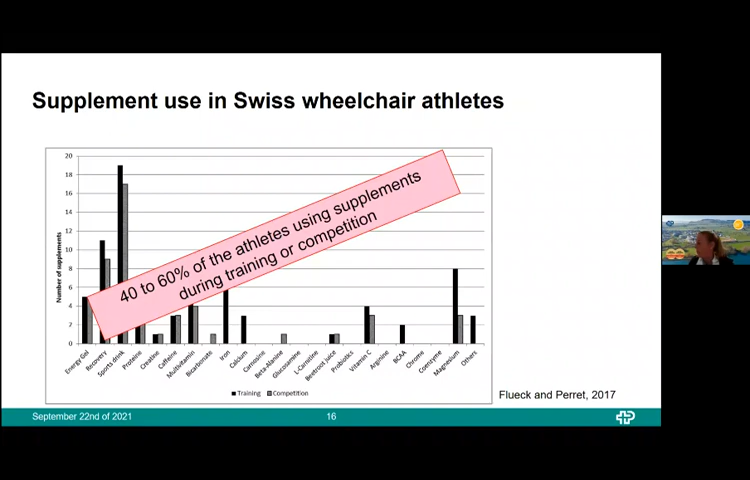 Supplement use in Swiss wheelchair athletes
20
18
16
14
12
10
8
6
4
2
0
Number of supplements
40 to 60% of the athletes using supplements
during training or competition
Energy Gel
Recovery
Sports drink
Proteine
Creatine
Caffeine
Multivitamin
Bicarbonate
Iron
Calcium
Carnosine
Beta-Alanine
Glucosamine
L-Carnitine
Beetroot juice
Probiotics
Vitamin C
Arginine
BCAA
Chrome
Coenzyme
Magnesium
Others
Training Competition
Flueck and Perret, 2017
September 22nd of 2021
16